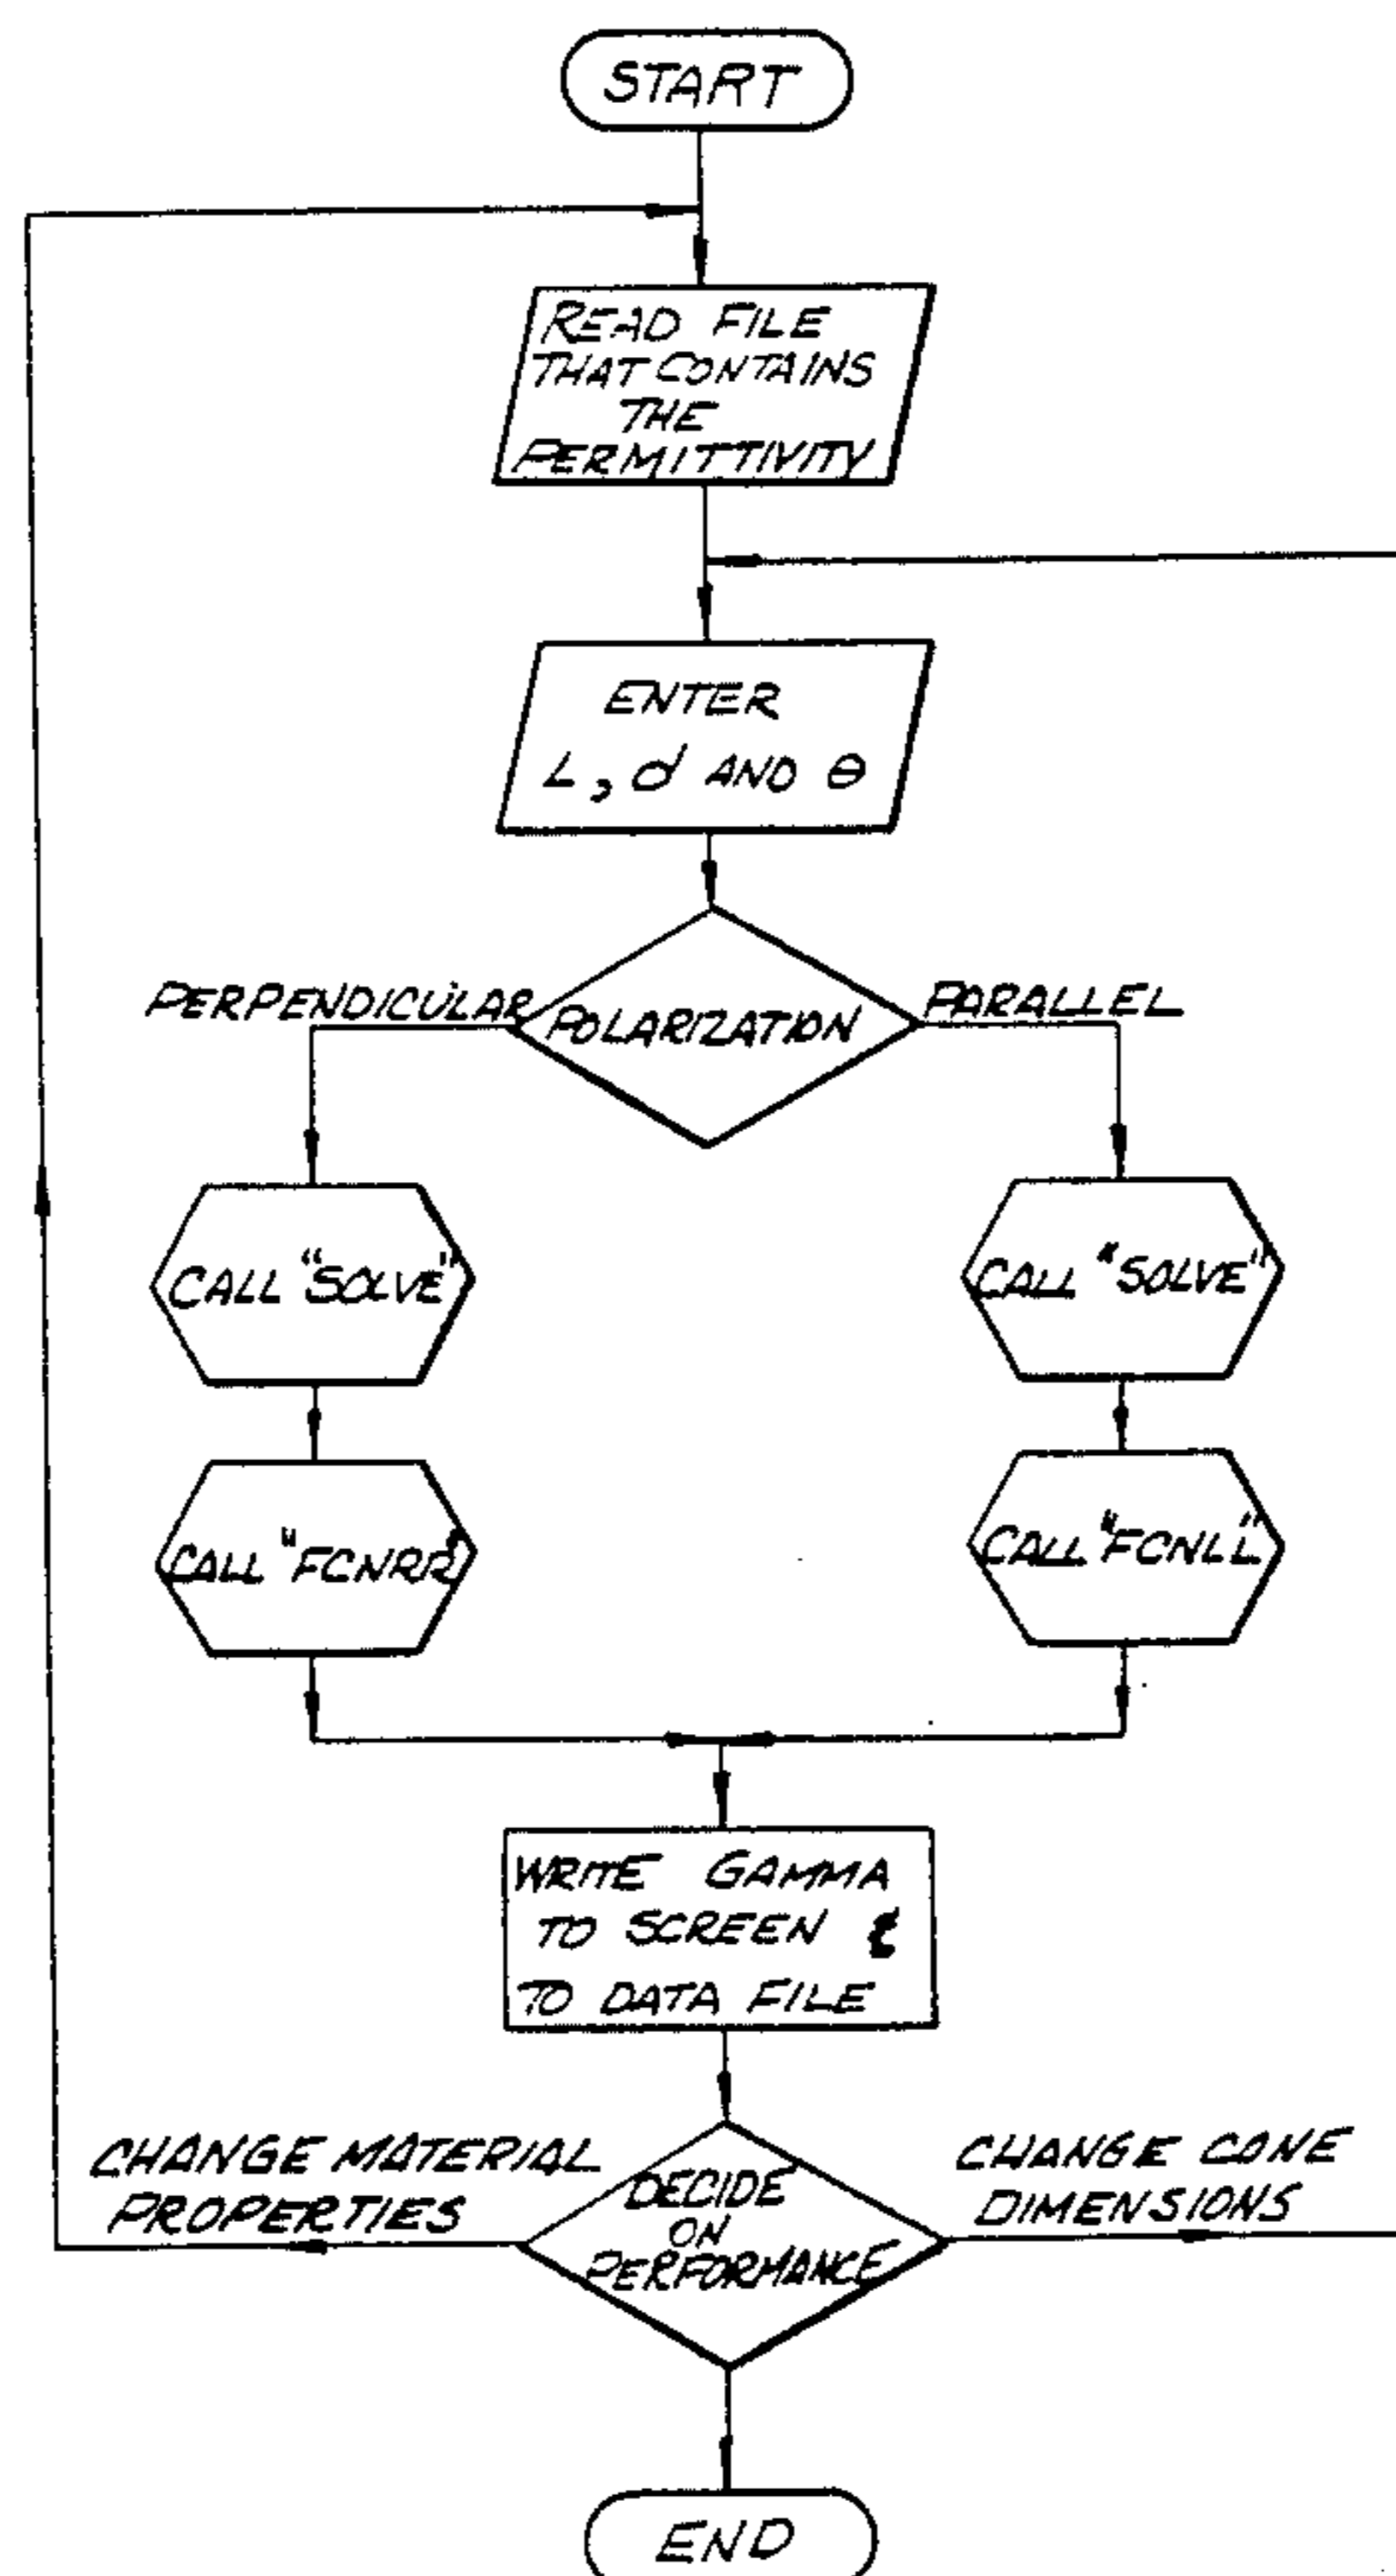 START
READ FILE
THAT CONTAINS
THE
PERMITTIVITY
ENTER
L, d AND θ
PERPENDICULAR
POLARIZATION
PARALLEL
CALL "SOLVE"
CALL "SOLVE"
CALL "FCNRR"
CALL "FCNLL"
WRITE GAMMA
TO SCREEN &
TO DATA FILE
CHANGE MATERIAL
PROPERTIES
DECIDE
ON
PERFORMANCE
CHANGE CONE
DIMENSIONS
END